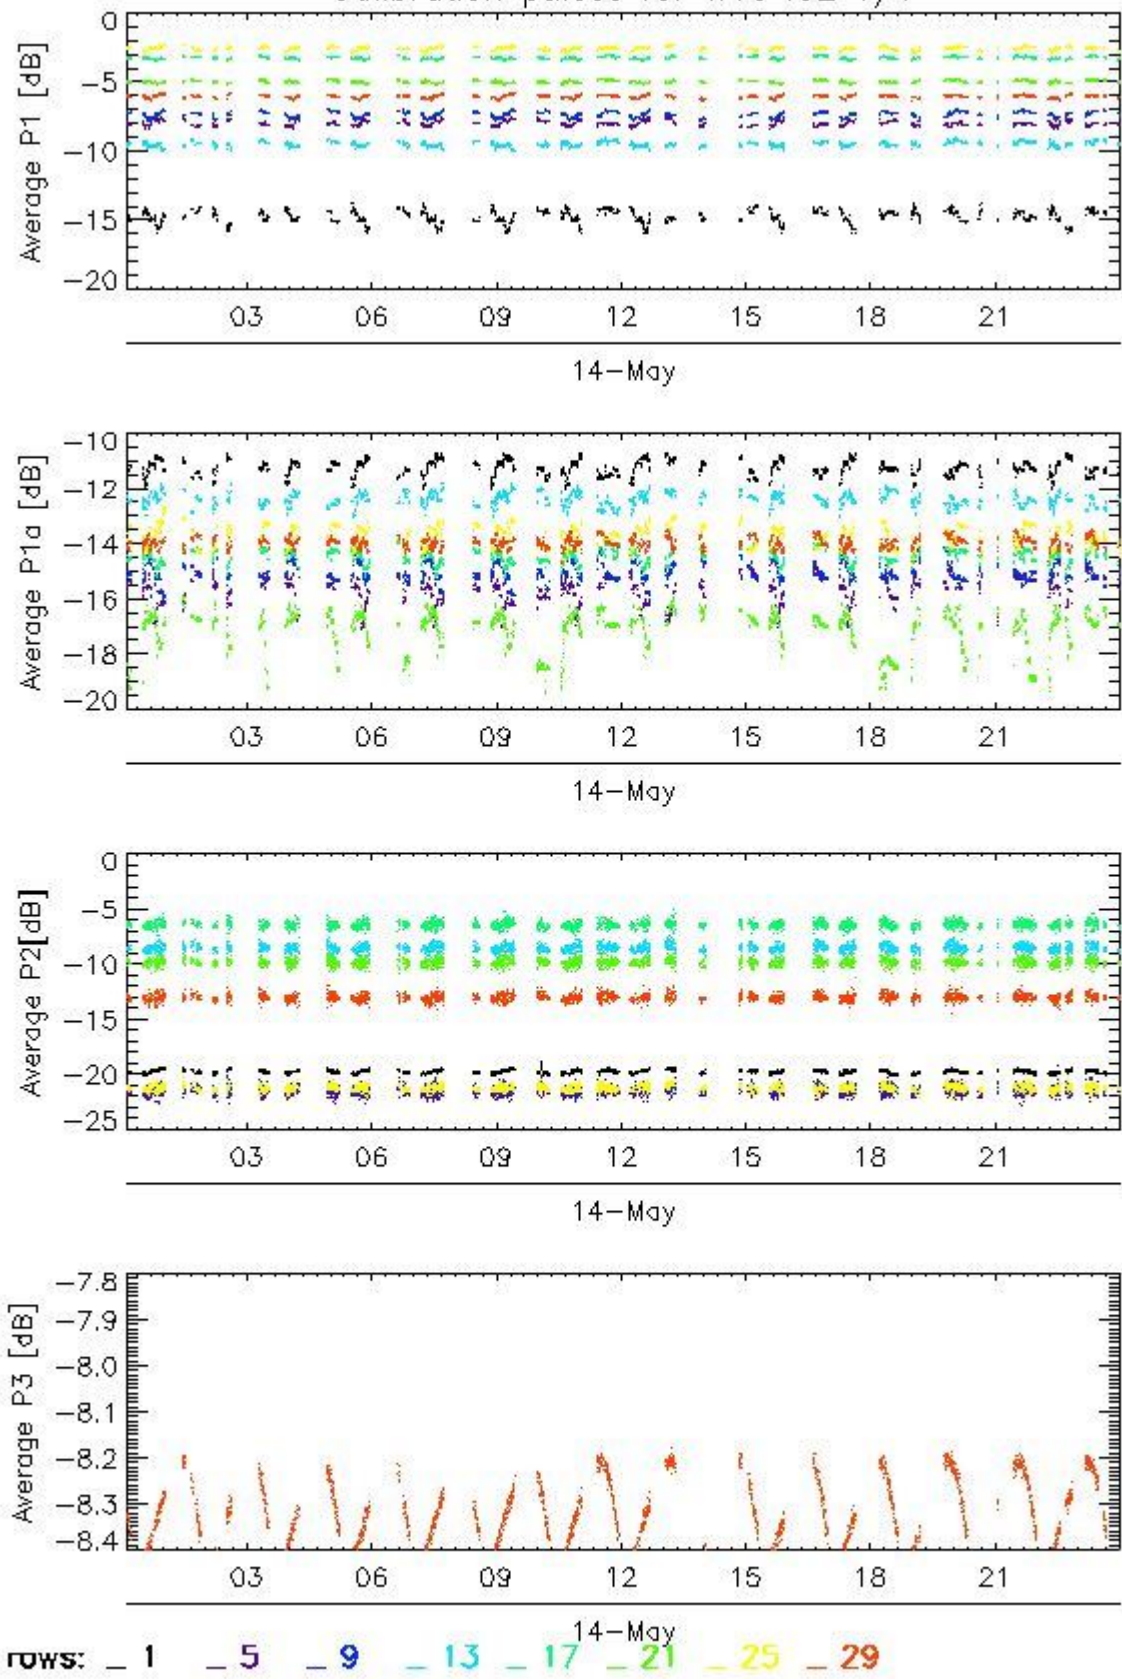 0
−5
−10
−15
−20
Average P1 [dB]
03 06 09 12 15 18 21
14−May
−10
−12
−14
−16
−18
−20
Average P1a [dB]
03 06 09 12 15 18 21
14−May
0
−5
−10
−15
−20
−25
Average P2[dB]
03 06 09 12 15 18 21
14−May
−7.8
−7.9
−8.0
−8.1
−8.2
−8.3
−8.4
Average P3 [dB]
03 06 09 12 15 18 21
14−May
rows: _ 1 _ 5 _ 9 _ 13 _ 17 _ 21 _ 25 _ 29